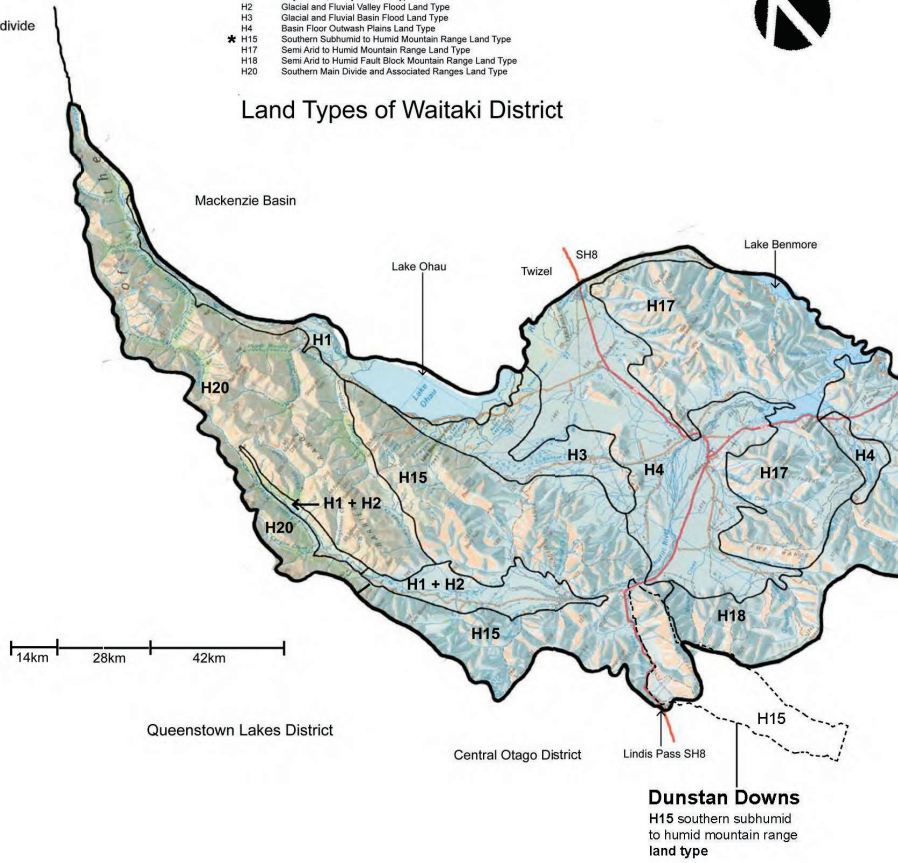 divide
H2 Glacial and Fluvial Valley Flood Land Type
H3 Glacial and Fluvial Basin Flood Land Type
H4 Basin Floor Outwash Plains Land Type
* H15 Southern Subhumid to Humid Mountain Range Land Type
H17 Semi Arid to Humid Mountain Range Land Type
H18 Semi Arid to Humid Fault Block Mountain Range Land Type
H20 Southern Main Divide and Associated Ranges Land Type
Land Types of Waitaki District
Mackenzie Basin
Lake Benmore
SH8
Lake Ohau
Twizel
H17
H1
H20
Lake
Ohau
H3
H4
H17
H4
H15
H1 + H2
H20
H1 + H2
H18
H15
14km
28km
42km
H15
Queenstown Lakes District
Central Otago District
Lindis Pass SH8
Dunstan Downs
H15 southern subhumid
to humid mountain range
land type